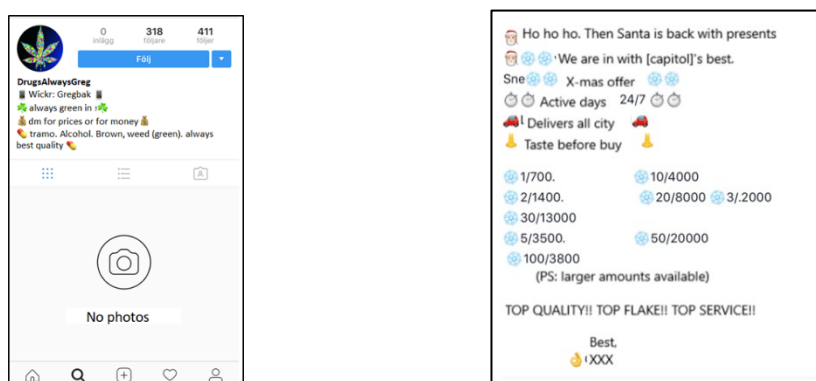 0 318 411
inlägg följare följer
Följ
DrugsAlwaysGreg
Wickr: Gregbak
always green in
dm for prices or for money
tramo. Alcohol. Brown, weed (green). always
best quality
No photos
Ho ho ho. Then Santa is back with presents
We are in with [capitol]'s best.
Sne X-mas offer
Active days 24/7
Delivers all city
Taste before buy
1/700. 10/4000
2/1400. 20/8000 3/.2000
30/13000
5/3500. 50/20000
100/3800
(PS: larger amounts available)
TOP QUALITY!! TOP FLAKE!! TOP SERVICE!!
Best,
XXX